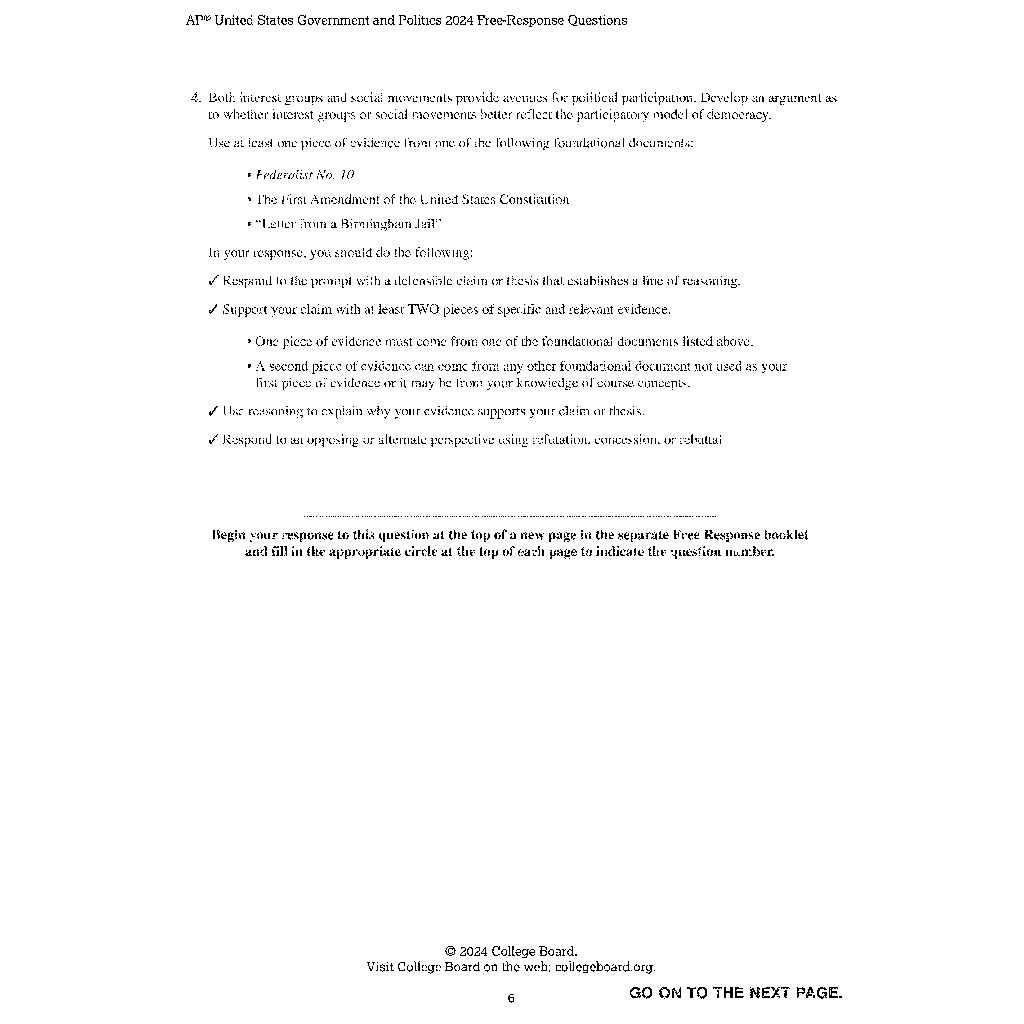 AP® United States Government and Politics 2024 Free-Response Questions
4. Both interest groups and social movements provide avenues for political participation. Develop an argument as
to whether interest groups or social movements better reflect the participatory model of democracy.
Use at least one piece of evidence from one of the following foundational documents:
• Federalist No. 10
• The First Amendment of the United States Constitution
• “Letter from a Birmingham Jail”
In your response, you should do the following:
✓ Respond to the prompt with a defensible claim or thesis that establishes a line of reasoning.
✓ Support your claim with at least TWO pieces of specific and relevant evidence.
• One piece of evidence must come from one of the foundational documents listed above.
• A second piece of evidence can come from any other foundational document not used as your
first piece of evidence or it may be from your knowledge of course concepts.
✓ Use reasoning to explain why your evidence supports your claim or thesis.
✓ Respond to an opposing or alternate perspective using refutation, concession, or rebuttal
Begin your response to this question at the top of a new page in the separate Free Response booklet
and fill in the appropriate circle at the top of each page to indicate the question number.
© 2024 College Board.
Visit College Board on the web: collegeboard.org.
6
GO ON TO THE NEXT PAGE.